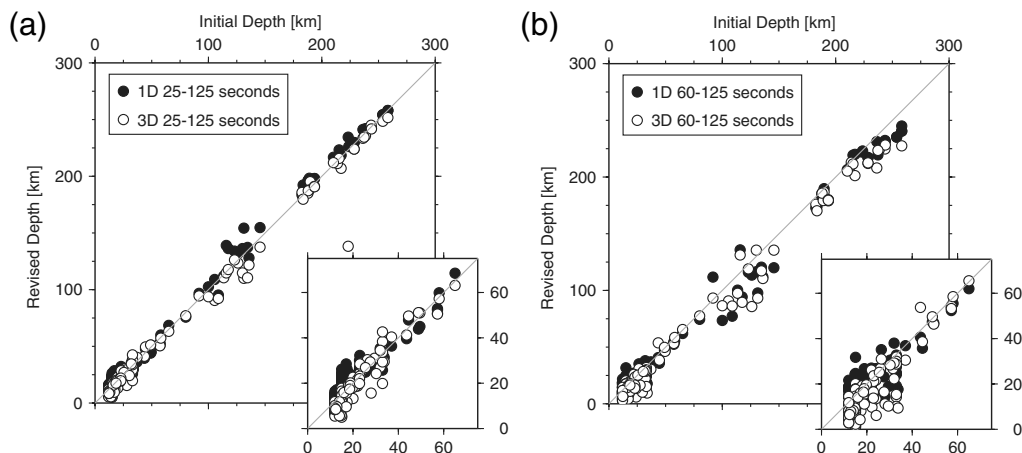 (a)
Initial Depth [km]
0 100 200 300
300
200
100
0
Revised Depth [km]
1D 25-125 seconds
3D 25-125 seconds
60
40
20
0
0 20 40 60
(b)
Initial Depth [km]
0 100 200 300
300
200
100
0
Revised Depth [km]
1D 60-125 seconds
3D 60-125 seconds
60
40
20
0
0 20 40 60